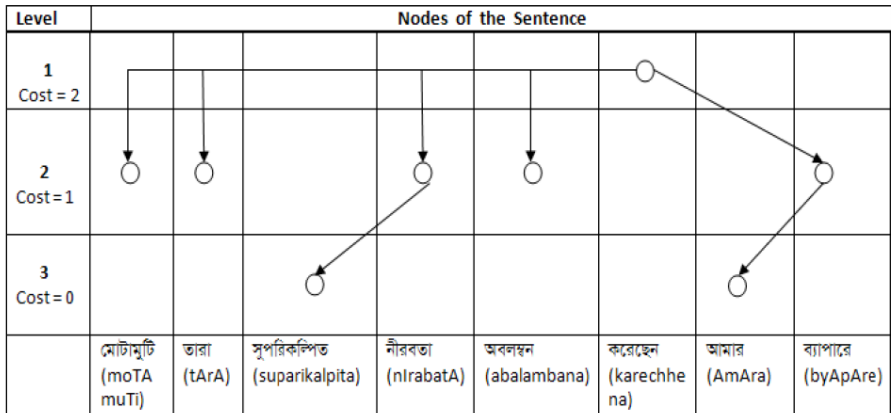 Level Nodes of the Sentence
1
Cost = 2
2
Cost = 1
3
Cost = 0
মোটামুটি তারা সুপরিকল্পিত নীরবতা অবলম্বন করেছেন আমার ব্যাপারে
(moTA (tArA) (suparikalpita) (nIrabatA) (abalambana) (karechhe (AmAra) (byApAre)
muTi) na)